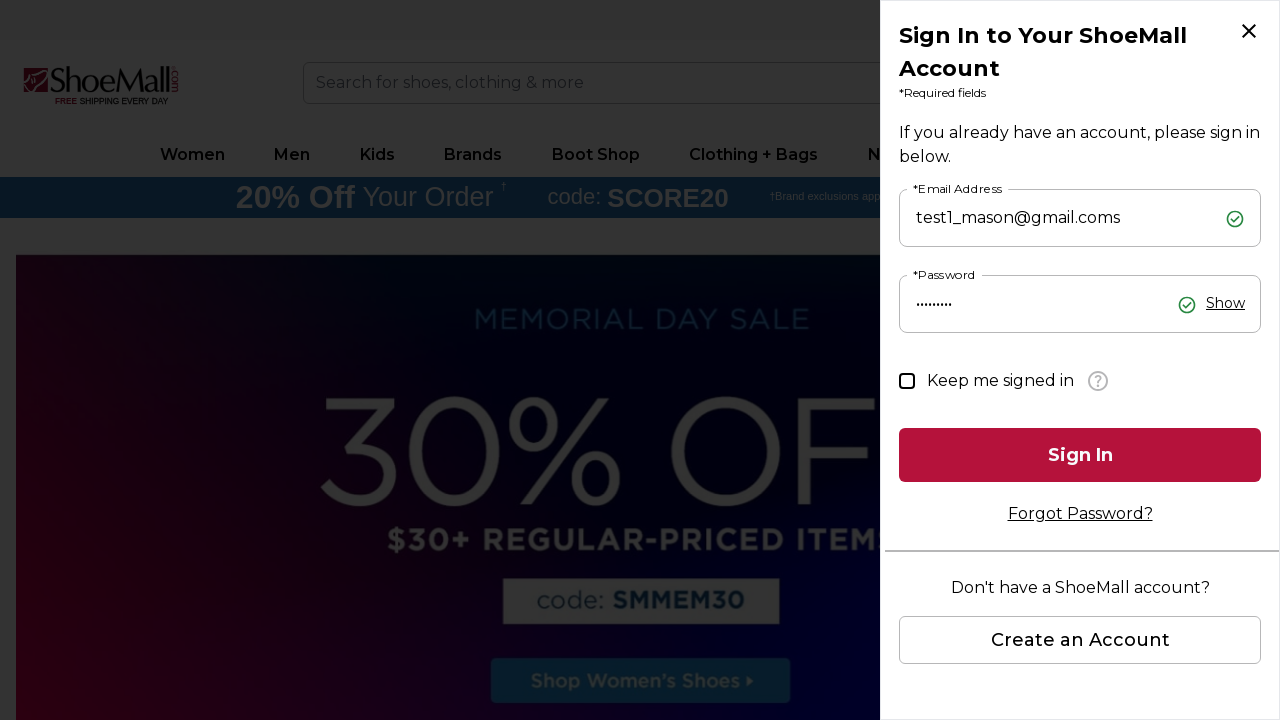 ShoeMall
.com
FREE SHIPPING EVERY DAY
Search for shoes, clothing & more
Women Men Kids Brands Boot Shop Clothing + Bags N
20% Off Your Order † code: SCORE20 †Brand exclusions app
MEMORIAL DAY SALE
30% OF
$30+ REGULAR-PRICED ITEMS
code: SMMEM30
Shop Women's Shoes
Sign In to Your ShoeMall
Account
*Required fields
If you already have an account, please sign in
below.
*Email Address
test1_mason@gmail.coms
*Password
•••••••••
Show
Keep me signed in
?
Sign In
Forgot Password?
Don't have a ShoeMall account?
Create an Account